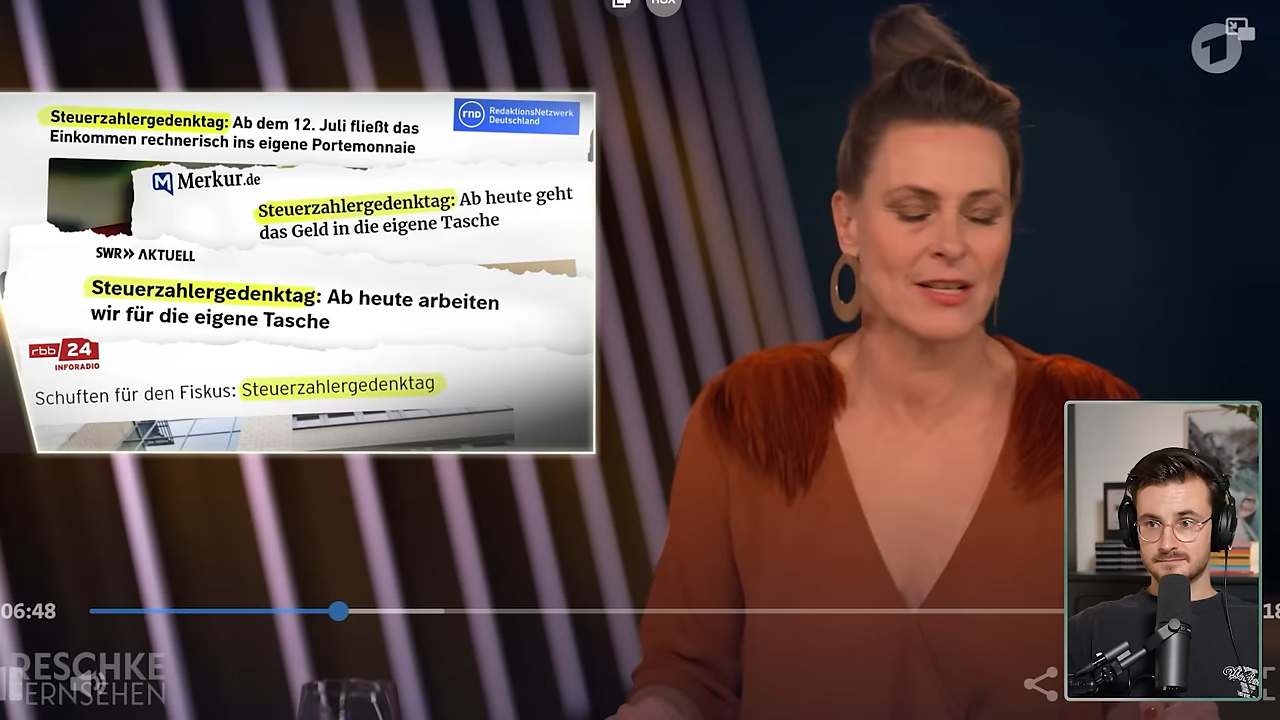 Steuerzahlergedenktag: Ab dem 12. Juli fließt das
Einkommen rechnerisch ins eigene Portemonnaie
rnd RedaktionsNetzwerk
Deutschland
Merkur.de
Steuerzahlergedenktag: Ab heute geht
das Geld in die eigene Tasche
SWR» AKTUELL
Steuerzahlergedenktag: Ab heute arbeiten
wir für die eigene Tasche
rbb 24
INFORADIO
Schuften für den Fiskus: Steuerzahlergedenktag
06:48
RESCHKE
FERNSEHEN